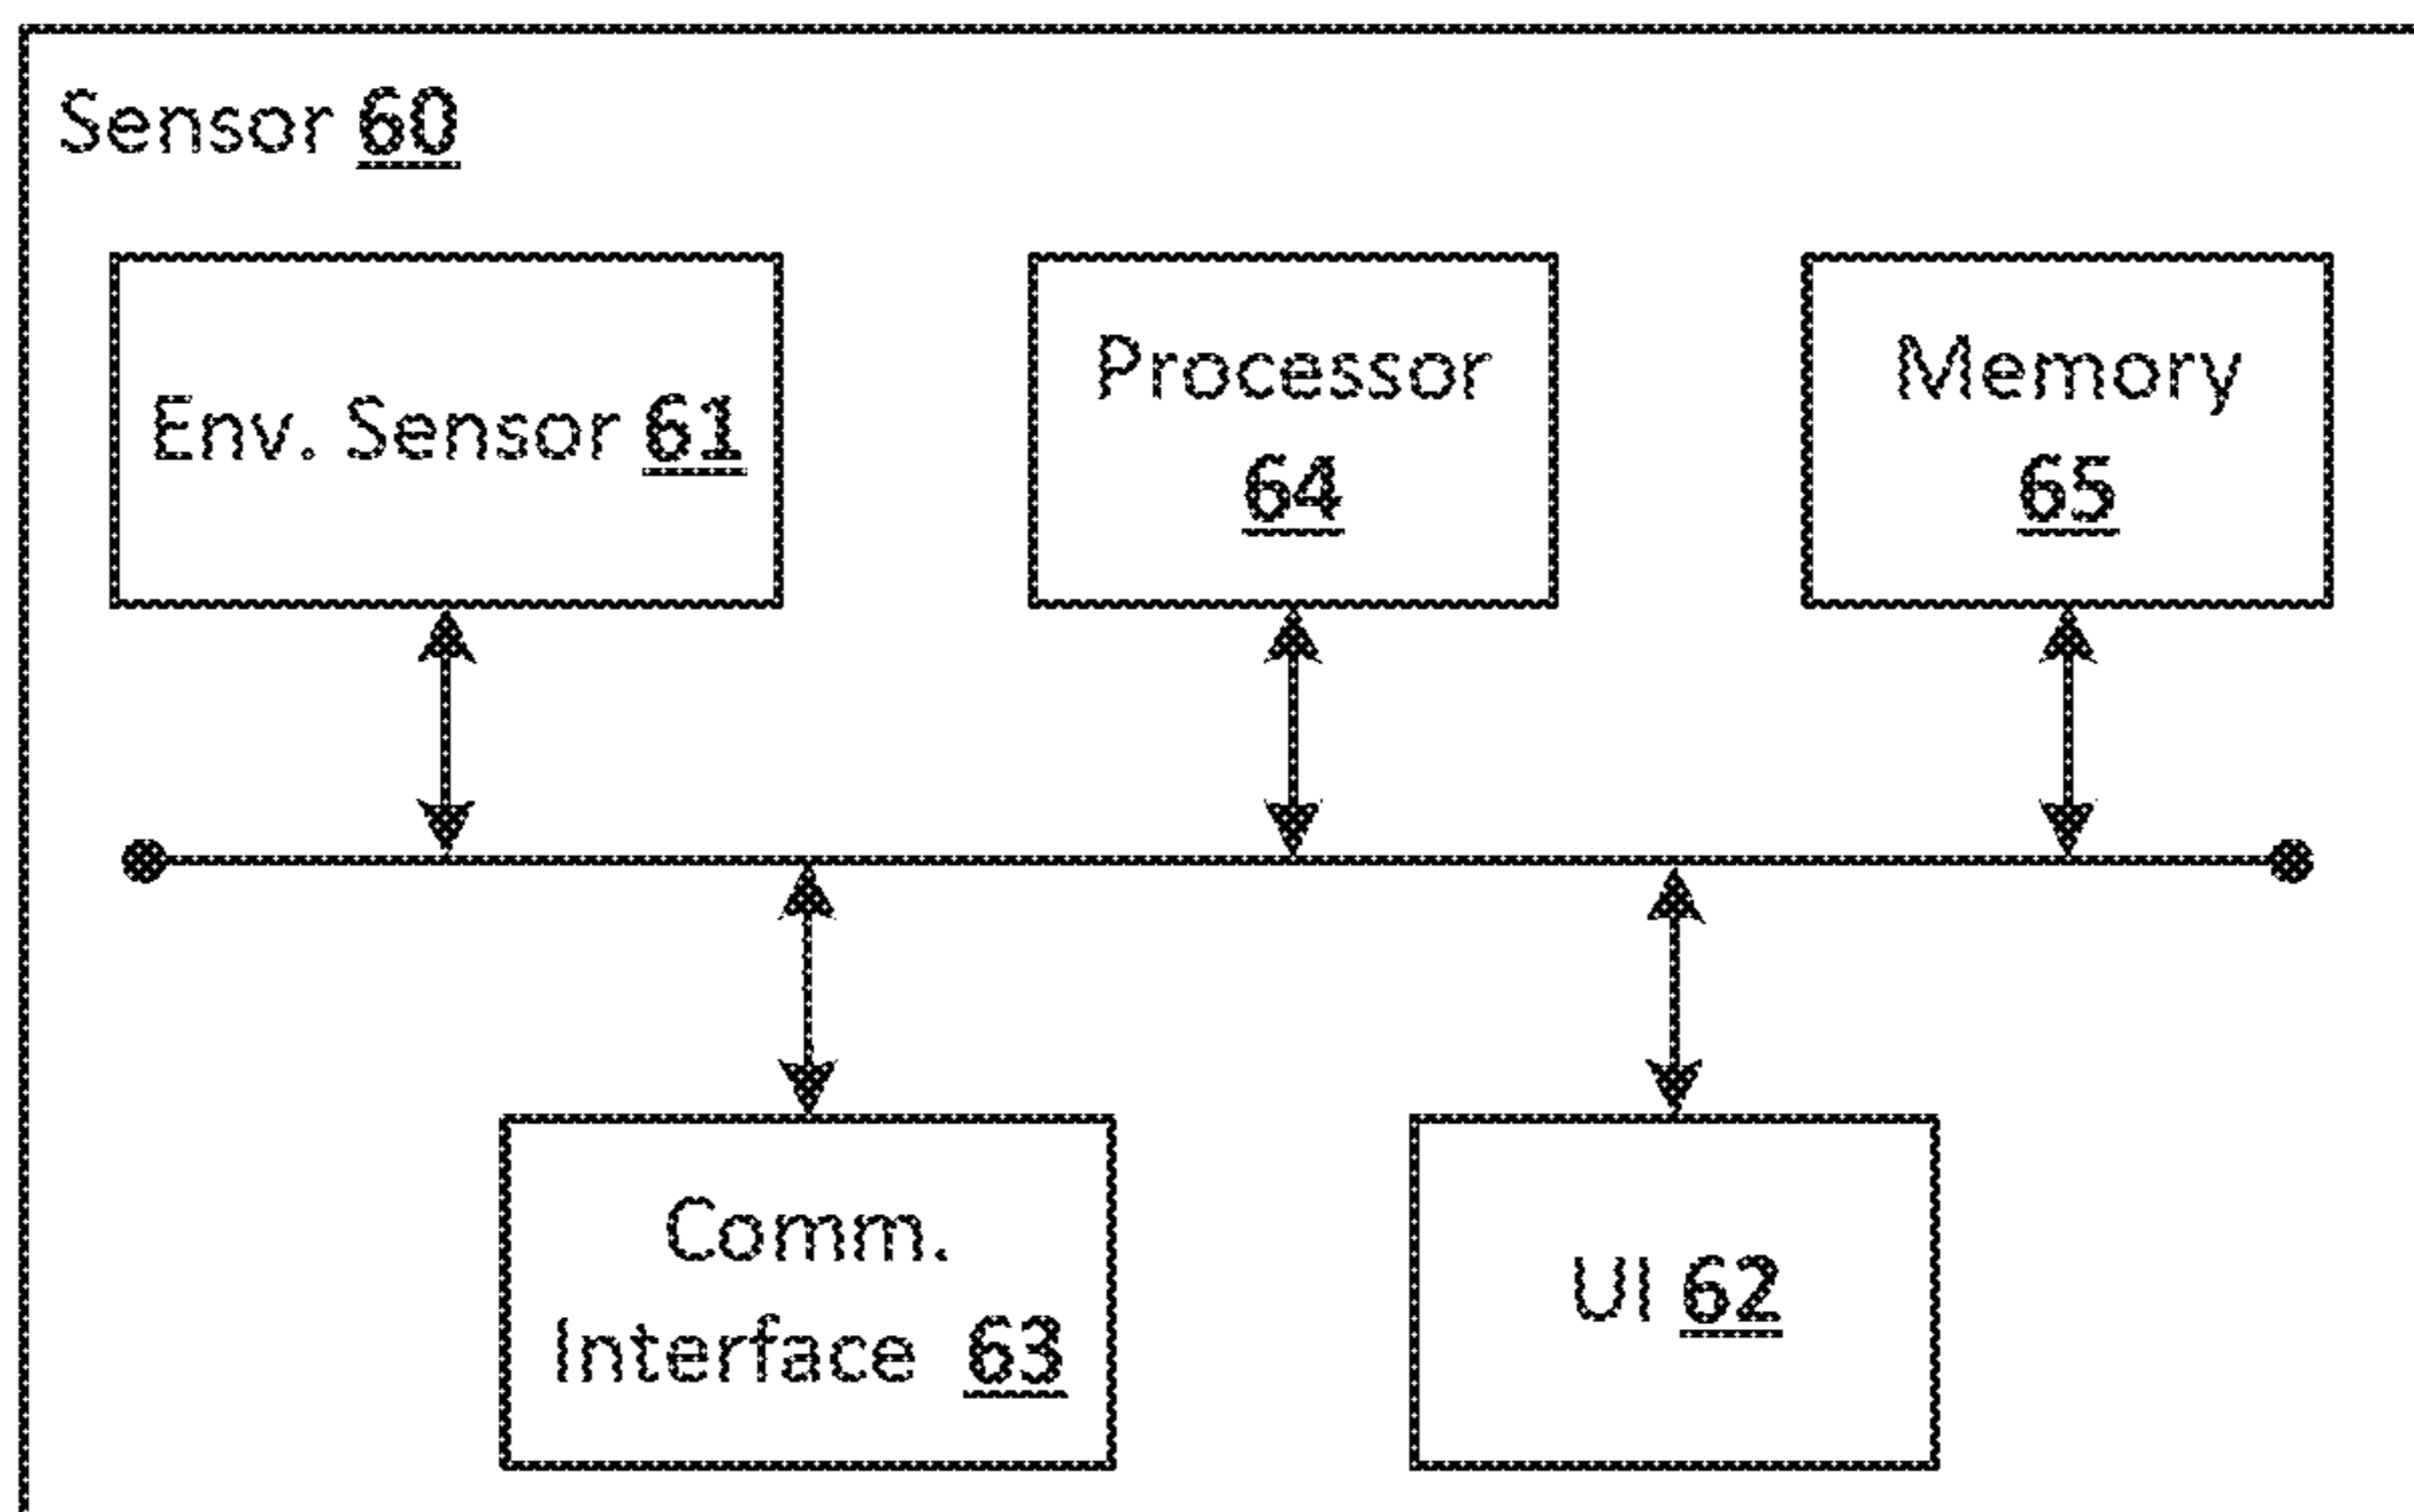 Sensor 60
Env. Sensor 61
Processor
64
Memory
65
Comm.
Interface 63
UI 62